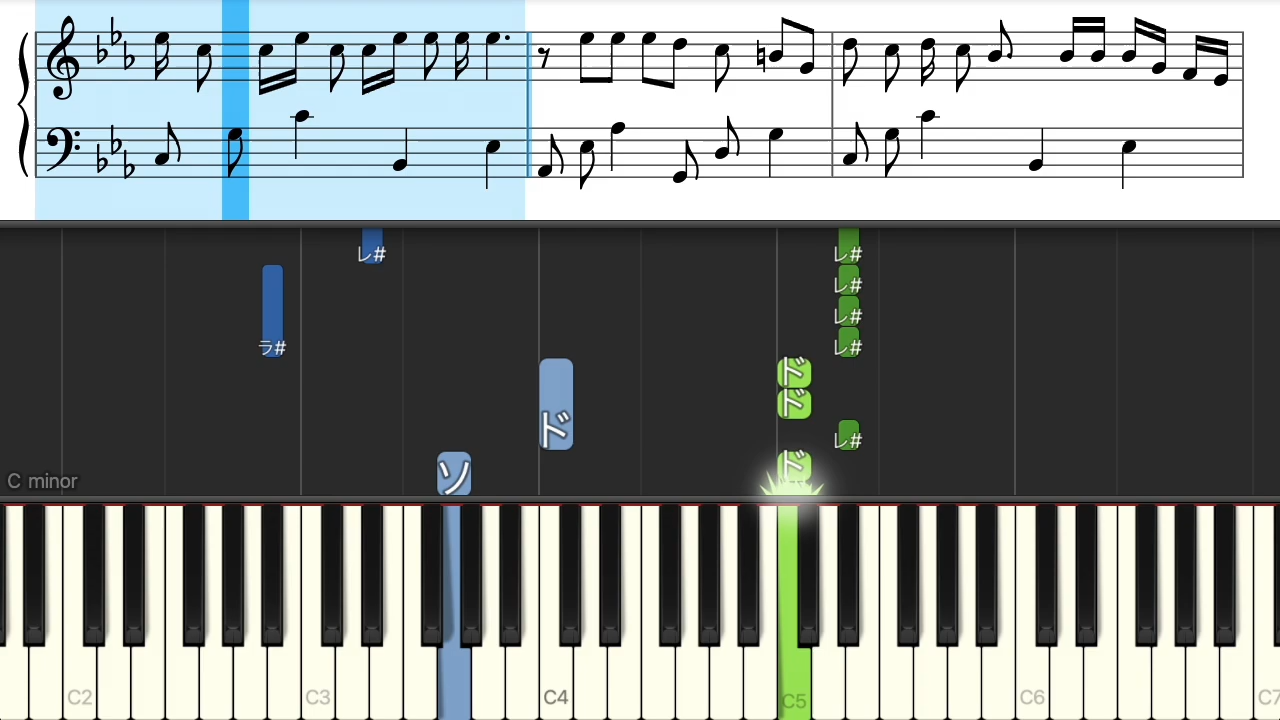 レ# レ#
レ#
レ#
ラ# レ#
ド
ド
ド レ#
ソ ド
C minor
C2 C3 C4 C5 C6 C7